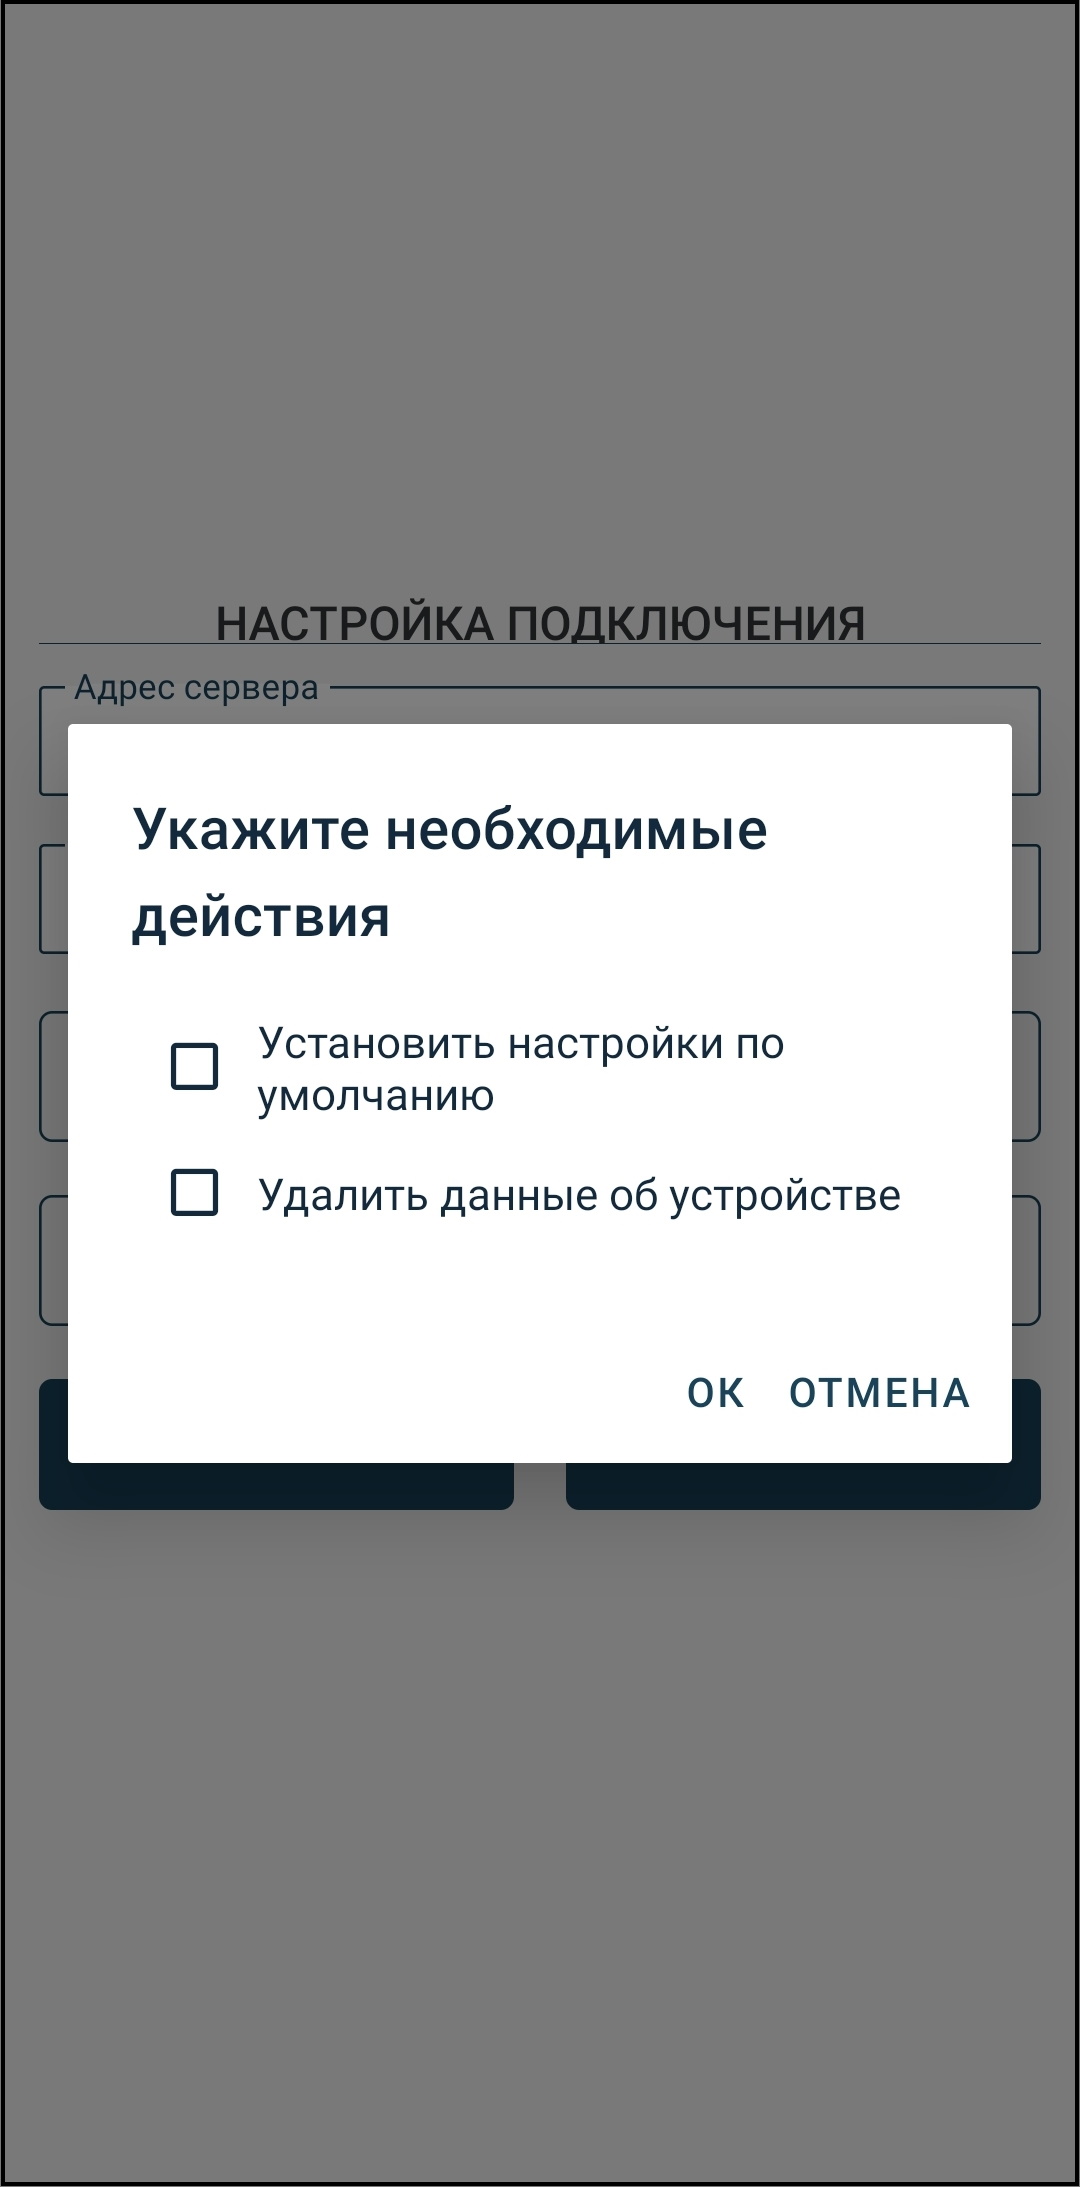 НАСТРОЙКА ПОДКЛЮЧЕНИЯ
Адрес сервера
Укажите необходимые
действия
Установить настройки по
умолчанию
Удалить данные об устройстве
ОК ОТМЕНА